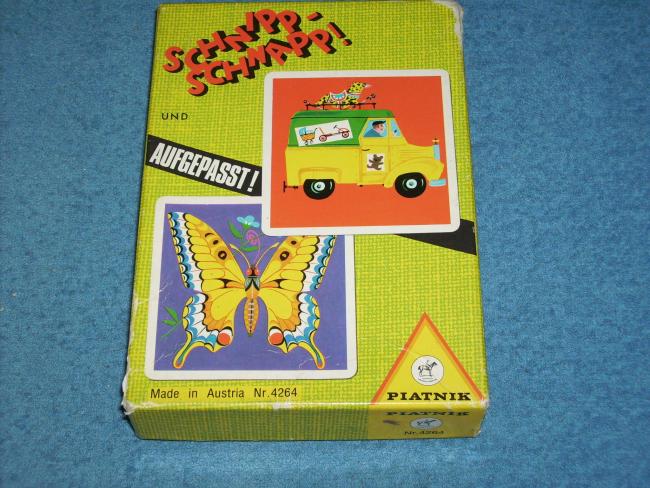 SCHNIPP-
SCHNAPP!
UND
AUFGEPASST!
Made in Austria Nr.4264
PIATNIK
PIATNIK
Nr.4264